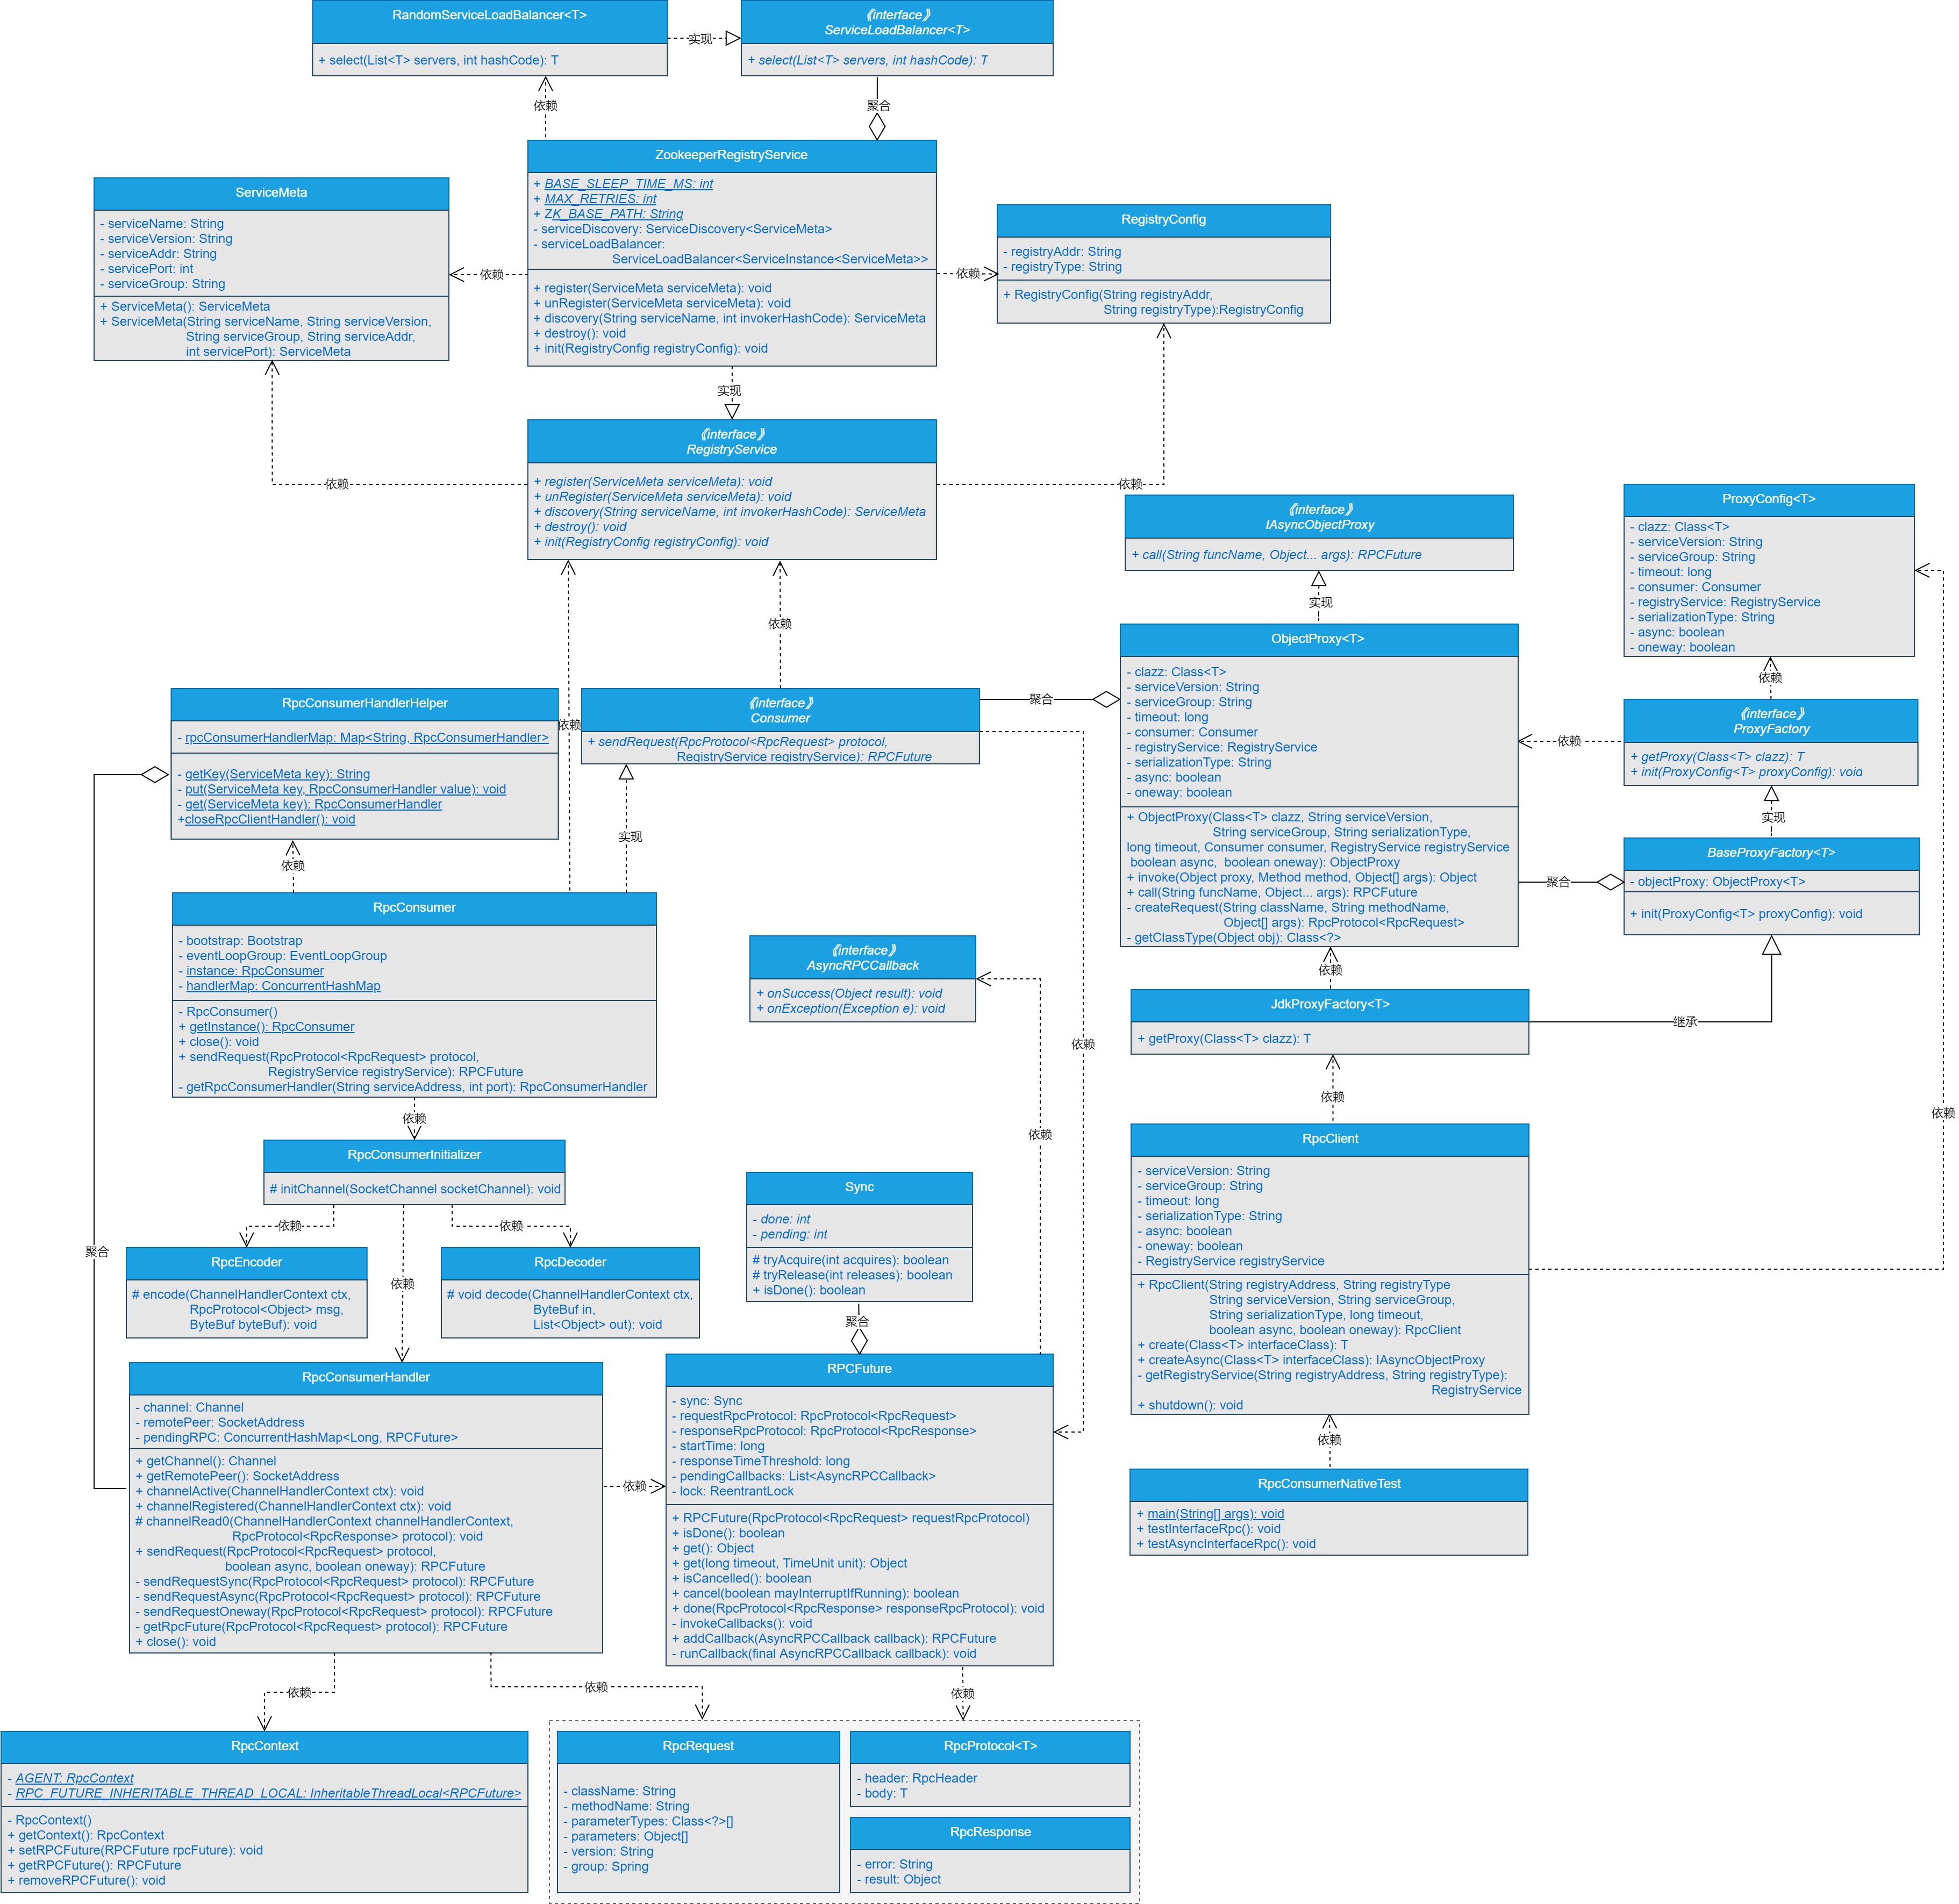 RandomServiceLoadBalancer<T>
+ select(List<T> servers, int hashCode): T
实现
《interface》
ServiceLoadBalancer<T>
+ select(List<T> servers, int hashCode): T
依赖
聚合
ZookeeperRegistryService
+ BASE_SLEEP_TIME_MS: int
+ MAX_RETRIES: int
+ ZK_BASE_PATH: String
- serviceDiscovery: ServiceDiscovery<ServiceMeta>
- serviceLoadBalancer:
ServiceLoadBalancer<ServiceInstance<ServiceMeta>>
+ register(ServiceMeta serviceMeta): void
+ unRegister(ServiceMeta serviceMeta): void
+ discovery(String serviceName, int invokerHashCode): ServiceMeta
+ destroy(): void
+ init(RegistryConfig registryConfig): void
ServiceMeta
- serviceName: String
- serviceVersion: String
- serviceAddr: String
- servicePort: int
- serviceGroup: String
+ ServiceMeta(): ServiceMeta
+ ServiceMeta(String serviceName, String serviceVersion,
String serviceGroup, String serviceAddr,
int servicePort): ServiceMeta
依赖
依赖
RegistryConfig
- registryAddr: String
- registryType: String
+ RegistryConfig(String registryAddr,
String registryType):RegistryConfig
实现
《interface》
RegistryService
+ register(ServiceMeta serviceMeta): void
+ unRegister(ServiceMeta serviceMeta): void
+ discovery(String serviceName, int invokerHashCode): ServiceMeta
+ destroy(): void
+ init(RegistryConfig registryConfig): void
依赖
依赖
《interface》
IAsyncObjectProxy
+ call(String funcName, Object... args): RPCFuture
实现
ProxyConfig<T>
- clazz: Class<T>
- serviceVersion: String
- serviceGroup: String
- timeout: long
- consumer: Consumer
- registryService: RegistryService
- serializationType: String
- async: boolean
- oneway: boolean
依赖
依赖
依赖
ObjectProxy<T>
- clazz: Class<T>
- serviceVersion: String
- serviceGroup: String
- timeout: long
- consumer: Consumer
- registryService: RegistryService
- serializationType: String
- async: boolean
- oneway: boolean
+ ObjectProxy(Class<T> clazz, String serviceVersion,
String serviceGroup, String serializationType,
long timeout, Consumer consumer, RegistryService registryService
boolean async,  boolean oneway): ObjectProxy
+ invoke(Object proxy, Method method, Object[] args): Object
+ call(String funcName, Object... args): RPCFuture
- createRequest(String className, String methodName,
Object[] args): RpcProtocol<RpcRequest>
- getClassType(Object obj): Class<?>
《interface》
ProxyFactory
+ getProxy(Class<T> clazz): T
+ init(ProxyConfig<T> proxyConfig): void
依赖
实现
BaseProxyFactory<T>
- objectProxy: ObjectProxy<T>
+ init(ProxyConfig<T> proxyConfig): void
聚合
RpcConsumerHandlerHelper
- rpcConsumerHandlerMap: Map<String, RpcConsumerHandler>
- getKey(ServiceMeta key): String
- put(ServiceMeta key, RpcConsumerHandler value): void
- get(ServiceMeta key): RpcConsumerHandler
+closeRpcClientHandler(): void
《interface》
Consumer
+ sendRequest(RpcProtocol<RpcRequest> protocol,
RegistryService registryService): RPCFuture
聚合
依赖
实现
RpcConsumer
- bootstrap: Bootstrap
- eventLoopGroup: EventLoopGroup
- instance: RpcConsumer
- handlerMap: ConcurrentHashMap
- RpcConsumer()
+ getInstance(): RpcConsumer
+ close(): void
+ sendRequest(RpcProtocol<RpcRequest> protocol,
RegistryService registryService): RPCFuture
- getRpcConsumerHandler(String serviceAddress, int port): RpcConsumerHandler
《interface》
AsyncRPCCallback
+ onSuccess(Object result): void
+ onException(Exception e): void
依赖
依赖
依赖
JdkProxyFactory<T>
+ getProxy(Class<T> clazz): T
继承
依赖
依赖
依赖
RpcConsumerInitializer
# initChannel(SocketChannel socketChannel): void
依赖
依赖
依赖
聚合
RpcEncoder
# encode(ChannelHandlerContext ctx,
RpcProtocol<Object> msg,
ByteBuf byteBuf): void
RpcDecoder
# void decode(ChannelHandlerContext ctx,
ByteBuf in,
List<Object> out): void
Sync
- done: int
- pending: int
# tryAcquire(int acquires): boolean
# tryRelease(int releases): boolean
+ isDone(): boolean
聚合
RpcClient
- serviceVersion: String
- serviceGroup: String
- timeout: long
- serializationType: String
- async: boolean
- oneway: boolean
- RegistryService registryService
+ RpcClient(String registryAddress, String registryType
String serviceVersion, String serviceGroup,
String serializationType, long timeout,
boolean async, boolean oneway): RpcClient
+ create(Class<T> interfaceClass): T
+ createAsync(Class<T> interfaceClass): IAsyncObjectProxy
- getRegistryService(String registryAddress, String registryType):
RegistryService
+ shutdown(): void
依赖
RpcConsumerNativeTest
+ main(String[] args): void
+ testInterfaceRpc(): void
+ testAsyncInterfaceRpc(): void
RpcConsumerHandler
- channel: Channel
- remotePeer: SocketAddress
- pendingRPC: ConcurrentHashMap<Long, RPCFuture>
+ getChannel(): Channel
+ getRemotePeer(): SocketAddress
+ channelActive(ChannelHandlerContext ctx): void
+ channelRegistered(ChannelHandlerContext ctx): void
# channelRead0(ChannelHandlerContext channelHandlerContext,
RpcProtocol<RpcResponse> protocol): void
+ sendRequest(RpcProtocol<RpcRequest> protocol,
boolean async, boolean oneway): RPCFuture
- sendRequestSync(RpcProtocol<RpcRequest> protocol): RPCFuture
- sendRequestAsync(RpcProtocol<RpcRequest> protocol): RPCFuture
- sendRequestOneway(RpcProtocol<RpcRequest> protocol): RPCFuture
- getRpcFuture(RpcProtocol<RpcRequest> protocol): RPCFuture
+ close(): void
依赖
RPCFuture
- sync: Sync
- requestRpcProtocol: RpcProtocol<RpcRequest>
- responseRpcProtocol: RpcProtocol<RpcResponse>
- startTime: long
- responseTimeThreshold: long
- pendingCallbacks: List<AsyncRPCCallback>
- lock: ReentrantLock
+ RPCFuture(RpcProtocol<RpcRequest> requestRpcProtocol)
+ isDone(): boolean
+ get(): Object
+ get(long timeout, TimeUnit unit): Object
+ isCancelled(): boolean
+ cancel(boolean mayInterruptIfRunning): boolean
+ done(RpcProtocol<RpcResponse> responseRpcProtocol): void
- invokeCallbacks(): void
+ addCallback(AsyncRPCCallback callback): RPCFuture
- runCallback(final AsyncRPCCallback callback): void
依赖
依赖
依赖
RpcContext
- AGENT: RpcContext
- RPC_FUTURE_INHERITABLE_THREAD_LOCAL: InheritableThreadLocal<RPCFuture>
- RpcContext()
+ getContext(): RpcContext
+ setRPCFuture(RPCFuture rpcFuture): void
+ getRPCFuture(): RPCFuture
+ removeRPCFuture(): void
RpcRequest
- className: String
- methodName: String
- parameterTypes: Class<?>[]
- parameters: Object[]
- version: String
- group: Spring
RpcProtocol<T>
- header: RpcHeader
- body: T
RpcResponse
- error: String
- result: Object